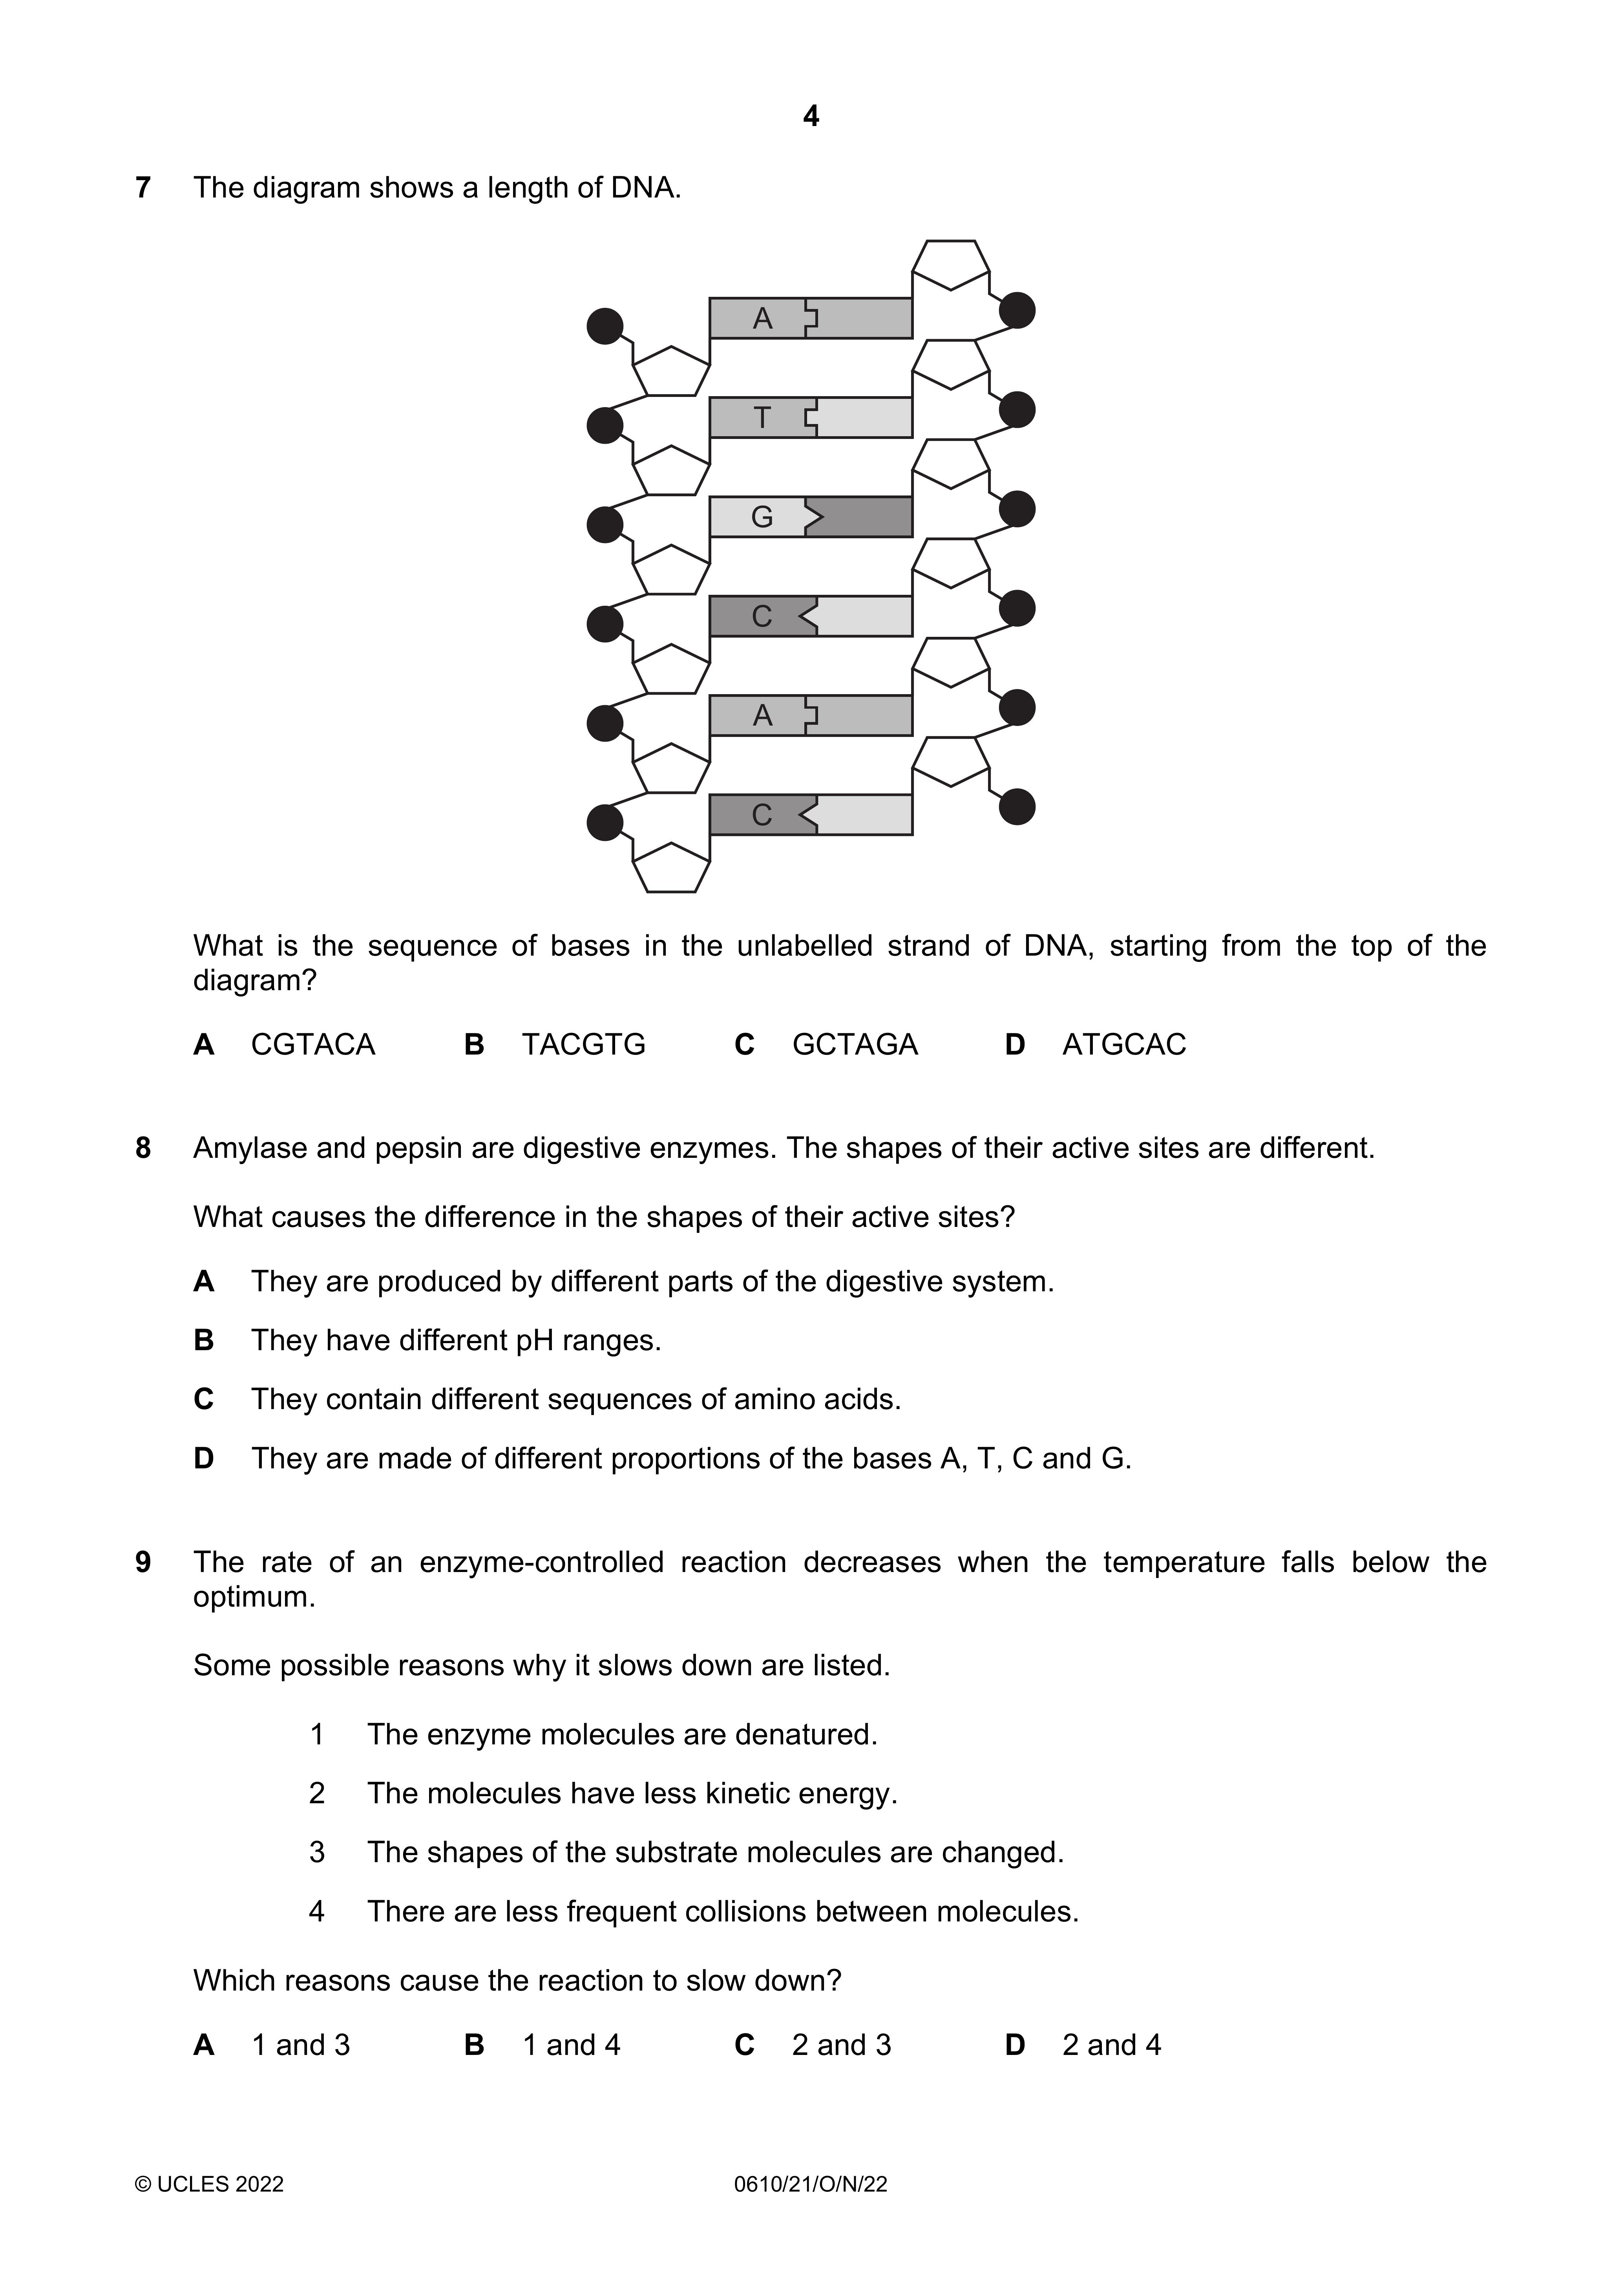 4
7 The diagram shows a length of DNA.
A
T
G
C
A
C
What is the sequence of bases in the unlabelled strand of DNA, starting from the top of the
diagram?
A CGTACA B TACGTG C GCTAGA D ATGCAC
8 Amylase and pepsin are digestive enzymes. The shapes of their active sites are different.
What causes the difference in the shapes of their active sites?
A They are produced by different parts of the digestive system.
B They have different pH ranges.
C They contain different sequences of amino acids.
D They are made of different proportions of the bases A, T, C and G.
9 The rate of an enzyme-controlled reaction decreases when the temperature falls below the
optimum.
Some possible reasons why it slows down are listed.
1 The enzyme molecules are denatured.
2 The molecules have less kinetic energy.
3 The shapes of the substrate molecules are changed.
4 There are less frequent collisions between molecules.
Which reasons cause the reaction to slow down?
A 1 and 3 B 1 and 4 C 2 and 3 D 2 and 4
© UCLES 2022 0610/21/O/N/22